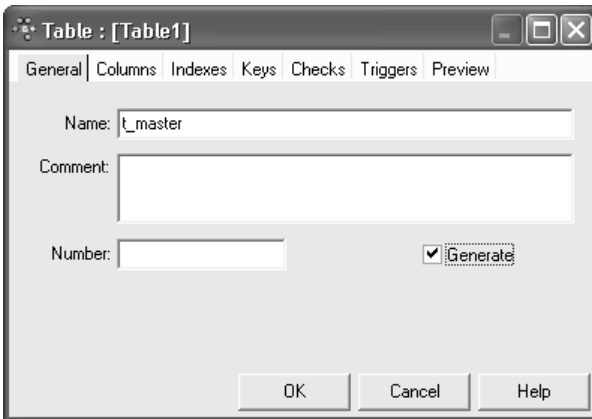 Table : [Table1]
General Columns Indexes Keys Checks Triggers Preview
Name: t_master
Comment:
Number: Generate
OK Cancel Help